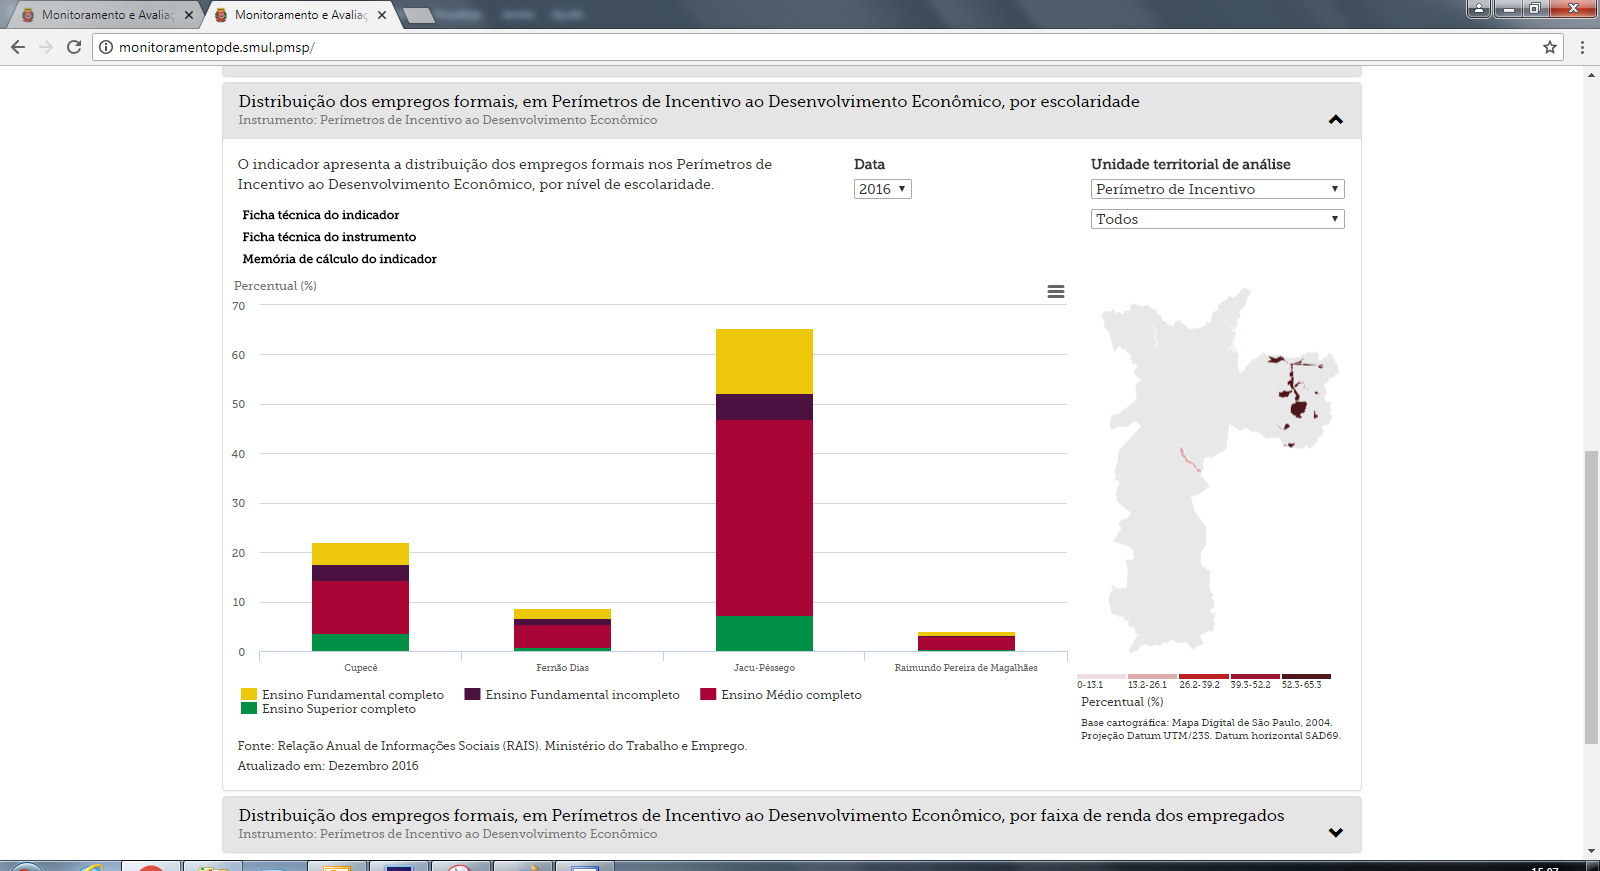 Monitoramento e Avaliaç
Monitoramento e Avaliaç
monitoramentopde.smul.pmsp/
Distribuição dos empregos formais, em Perímetros de Incentivo ao Desenvolvimento Econômico, por escolaridade
Instrumento: Perímetros de Incentivo ao Desenvolvimento Econômico
O indicador apresenta a distribuição dos empregos formais nos Perímetros de
Incentivo ao Desenvolvimento Econômico, por nível de escolaridade.
Data
2016
Unidade territorial de análise
Perímetro de Incentivo
Todos
Ficha técnica do indicador
Ficha técnica do instrumento
Memória de cálculo do indicador
Percentual (%)
70
60
50
40
30
20
10
0
Cupecê
Fernão Dias
Jacu-Pêssego
Raimundo Pereira de Magalhães
Ensino Fundamental completo
Ensino Fundamental incompleto
Ensino Médio completo
Ensino Superior completo
0-13.1
13.2-26.1
26.2-39.2
39.3-52.2
52.3-65.3
Percentual (%)
Base cartográfica: Mapa Digital de São Paulo, 2004.
Projeção Datum UTM/23S. Datum horizontal SAD69.
Fonte: Relação Anual de Informações Sociais (RAIS). Ministério do Trabalho e Emprego.
Atualizado em: Dezembro 2016
Distribuição dos empregos formais, em Perímetros de Incentivo ao Desenvolvimento Econômico, por faixa de renda dos empregados
Instrumento: Perímetros de Incentivo ao Desenvolvimento Econômico